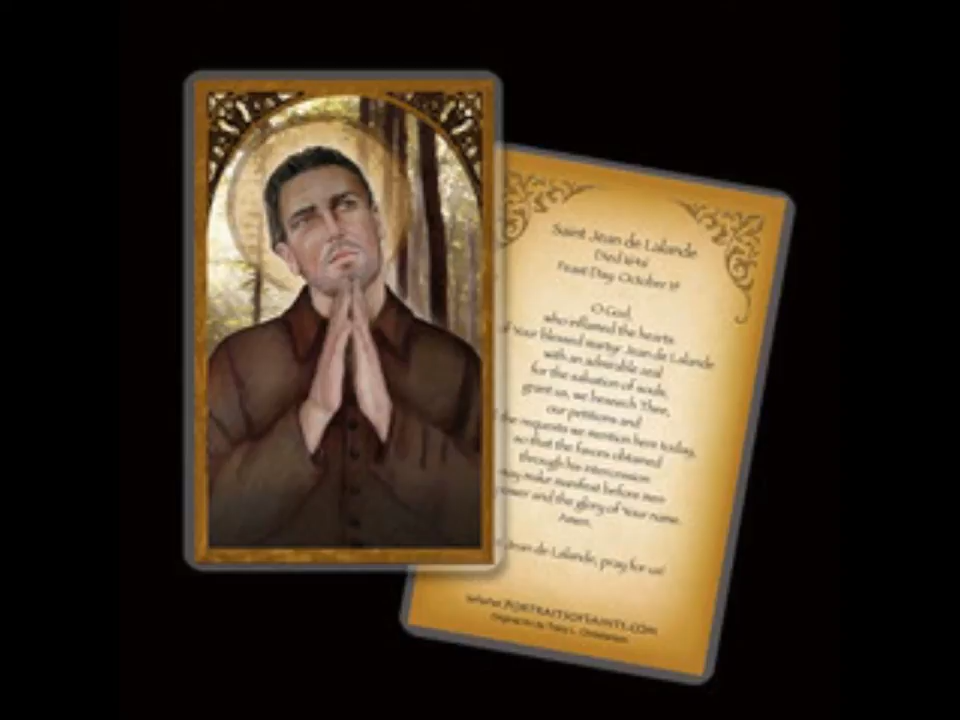 Saint Jean de Lalande
Died 1646
Feast Day: October 19
O God,
who inflamed the hearts
of Your blessed martyr Jean de Lalande
with an admirable zeal
for the salvation of souls,
grant us, we beseech Thee,
our petitions and
the requests we mention here today,
so that the favors obtained
through his intercession
may make manifest before men
power and the glory of Your name.
Amen.
Jean de Lalande, pray for us!
www.PORTRAITSOFSAINTS.com
Original Art by Tracy L. Christianson